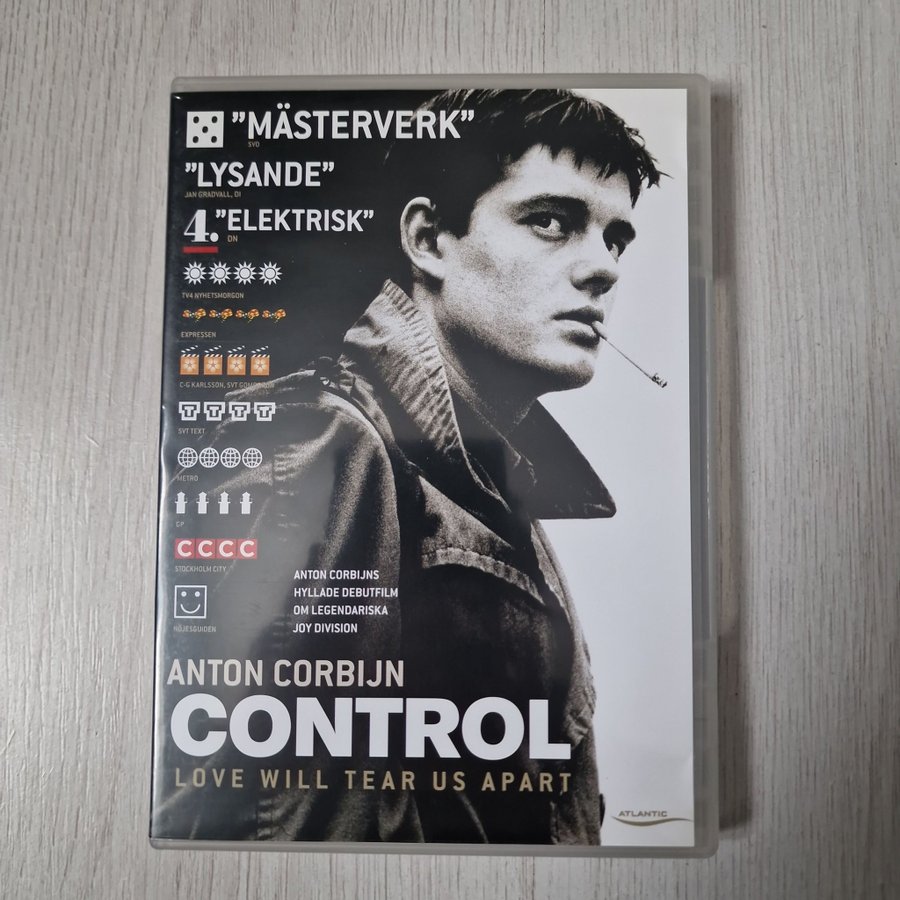 ”MÄSTERVERK”
SVD
”LYSANDE”
JAN GRADVALL, DI
4. ”ELEKTRISK”
DN
TV4 NYHETSMORGON
EXPRESSEN
C-G KARLSSON, SVT GOMORRON
T T T T
SVT TEXT
METRO
GP
C C C C
STOCKHOLM CITY
NÖJESGUIDEN
ANTON CORBIJNS
HYLLADE DEBUTFILM
OM LEGENDARISKA
JOY DIVISION
ANTON CORBIJN
CONTROL
LOVE WILL TEAR US APART
ATLANTIC